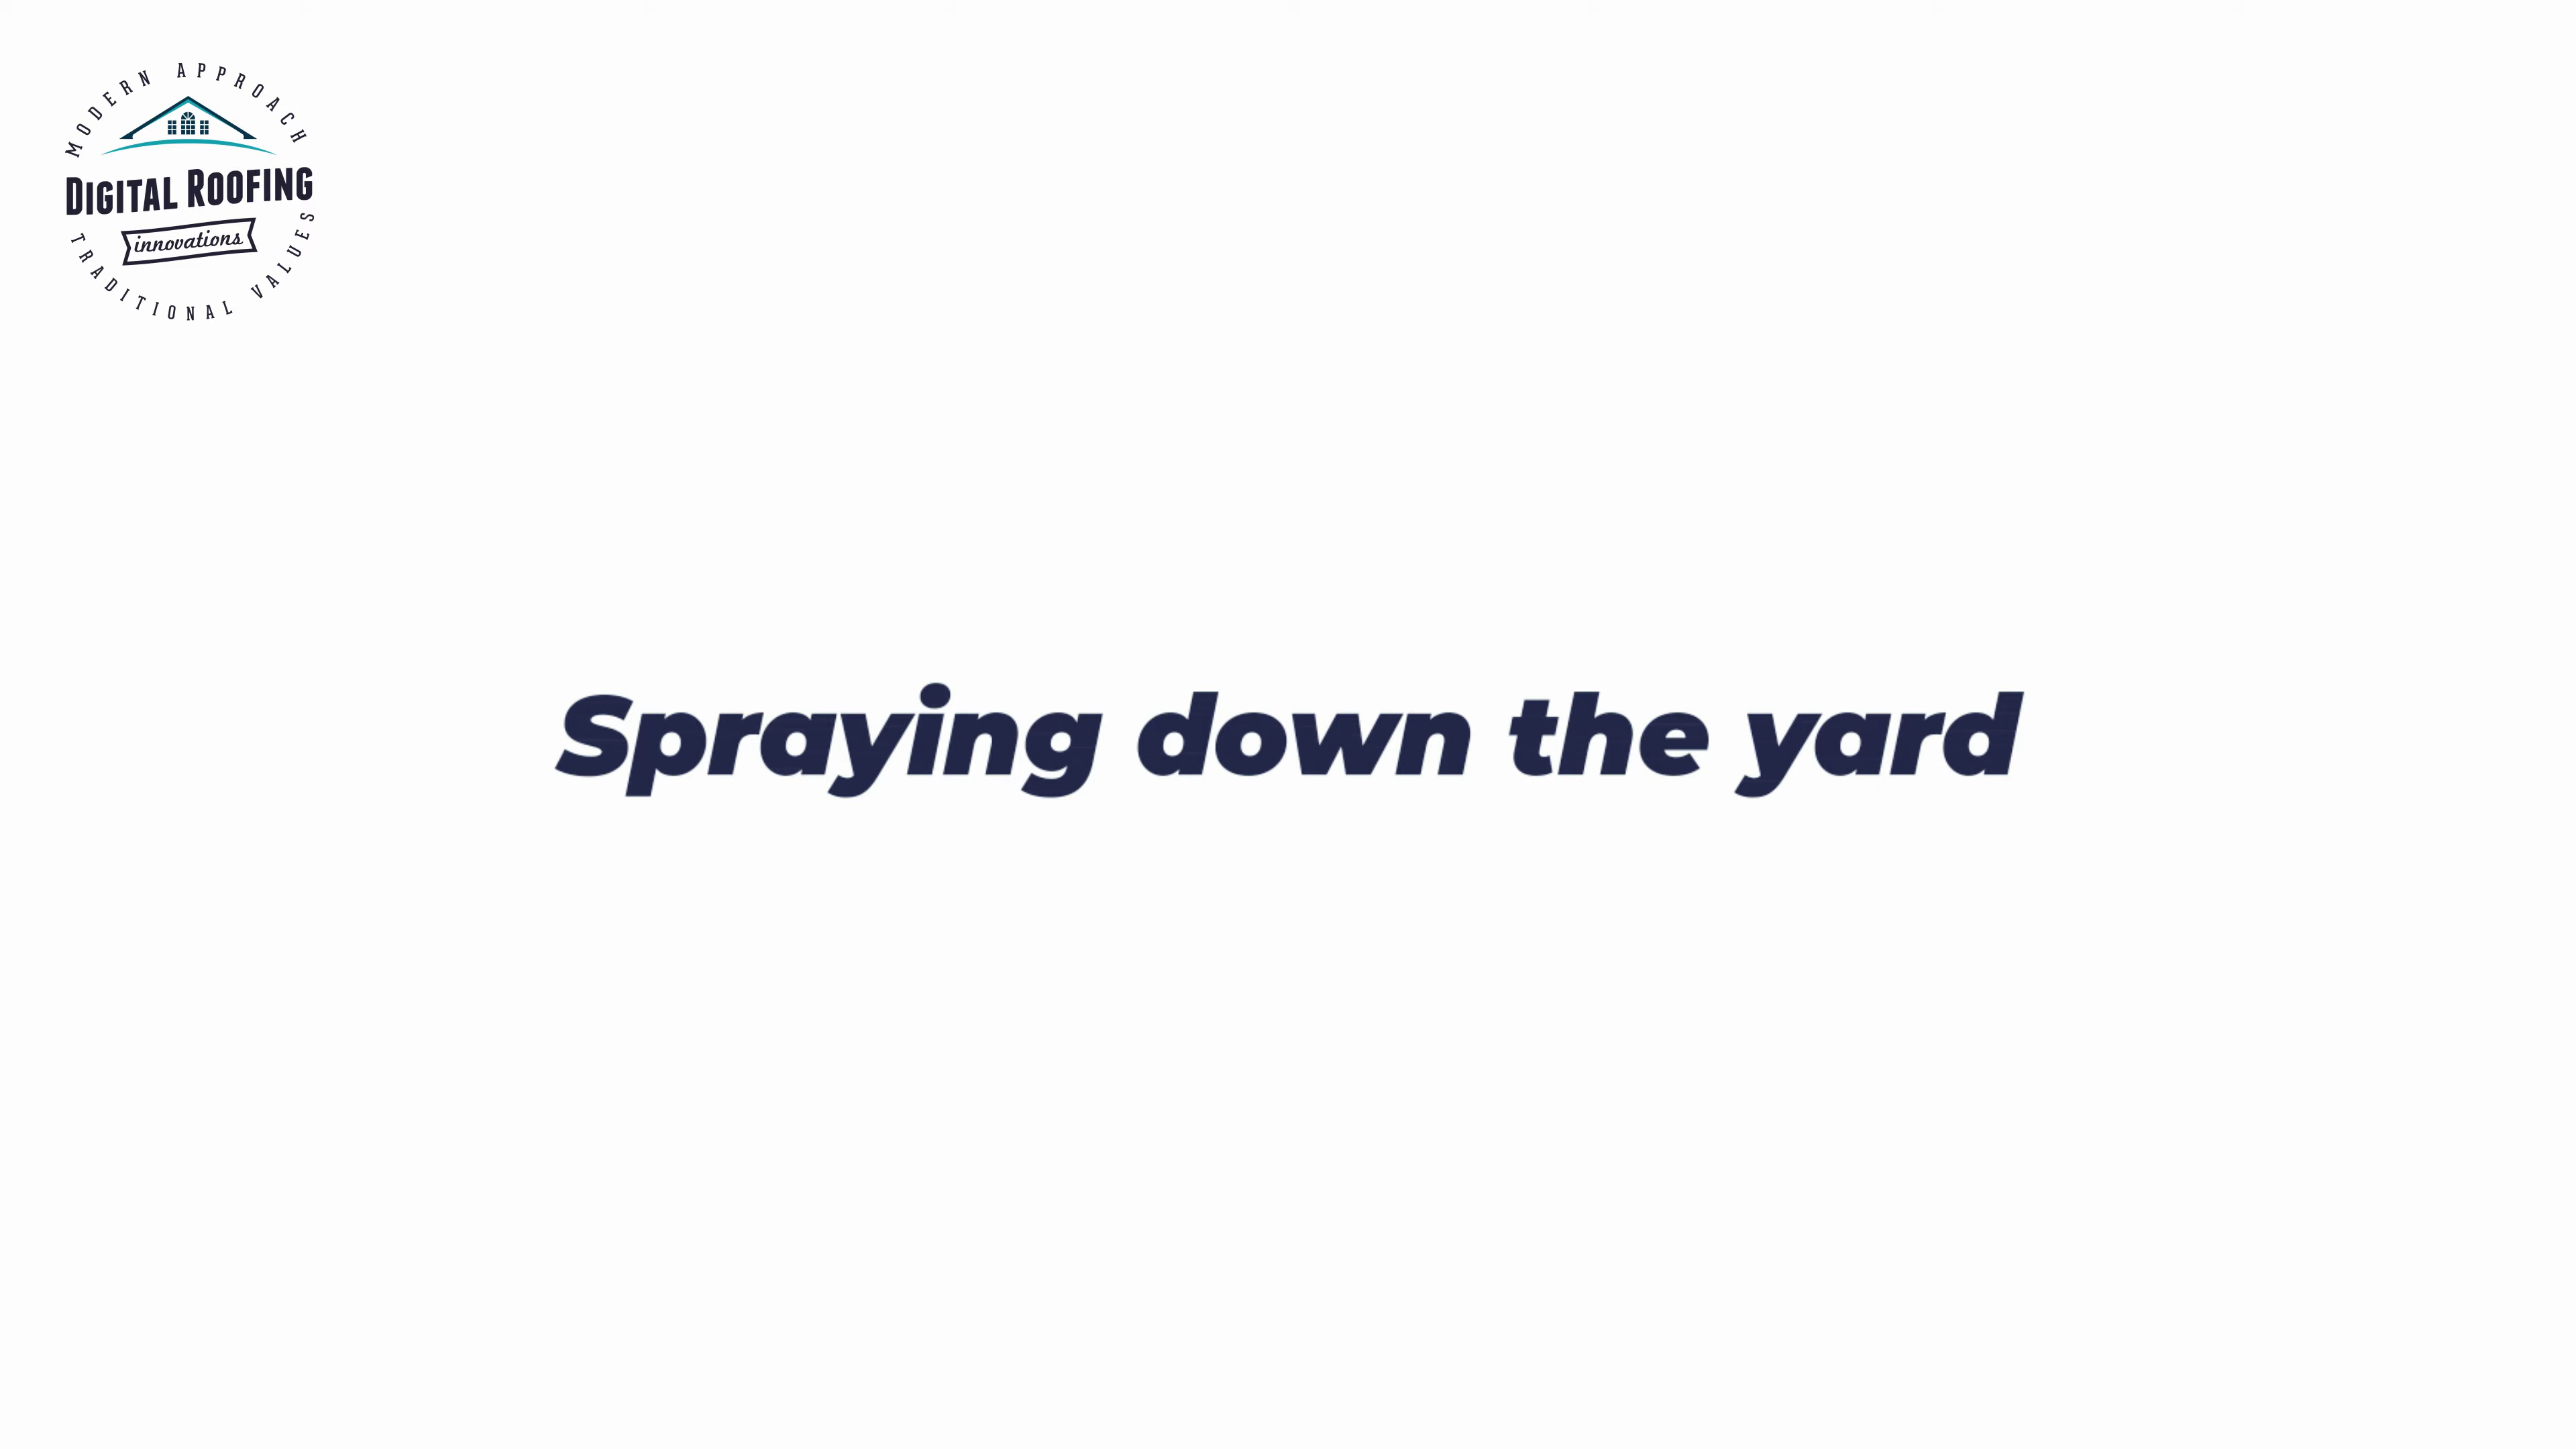 MODERN APPROACH
DIGITAL ROOFING
innovations
TRADITIONAL VALUES
Spraying down the yard